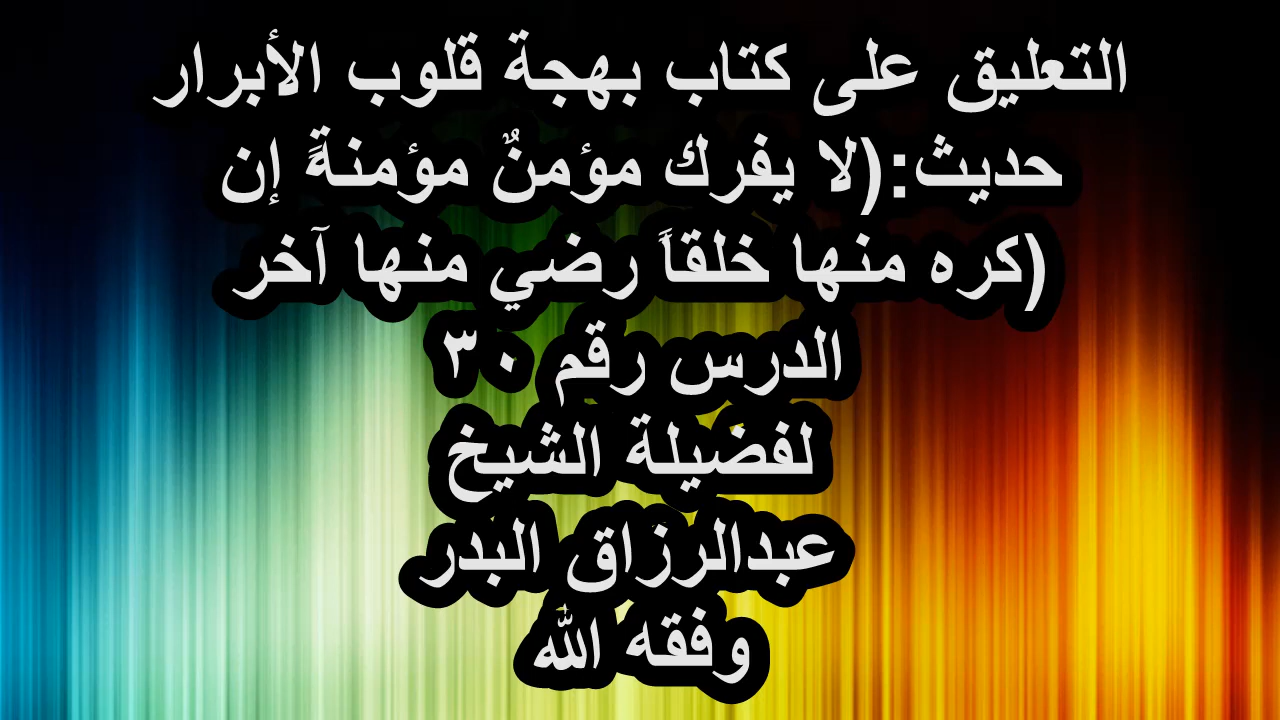 التعليق على كتاب بهجة قلوب الأبرار
حديث:(لا يفرك مؤمنٌ مؤمنةً إن
كره منها خلقاً رضي منها آخر)
الدرس رقم ٣٠
لفضيلة الشيخ
عبدالرزاق البدر
وفقه الله